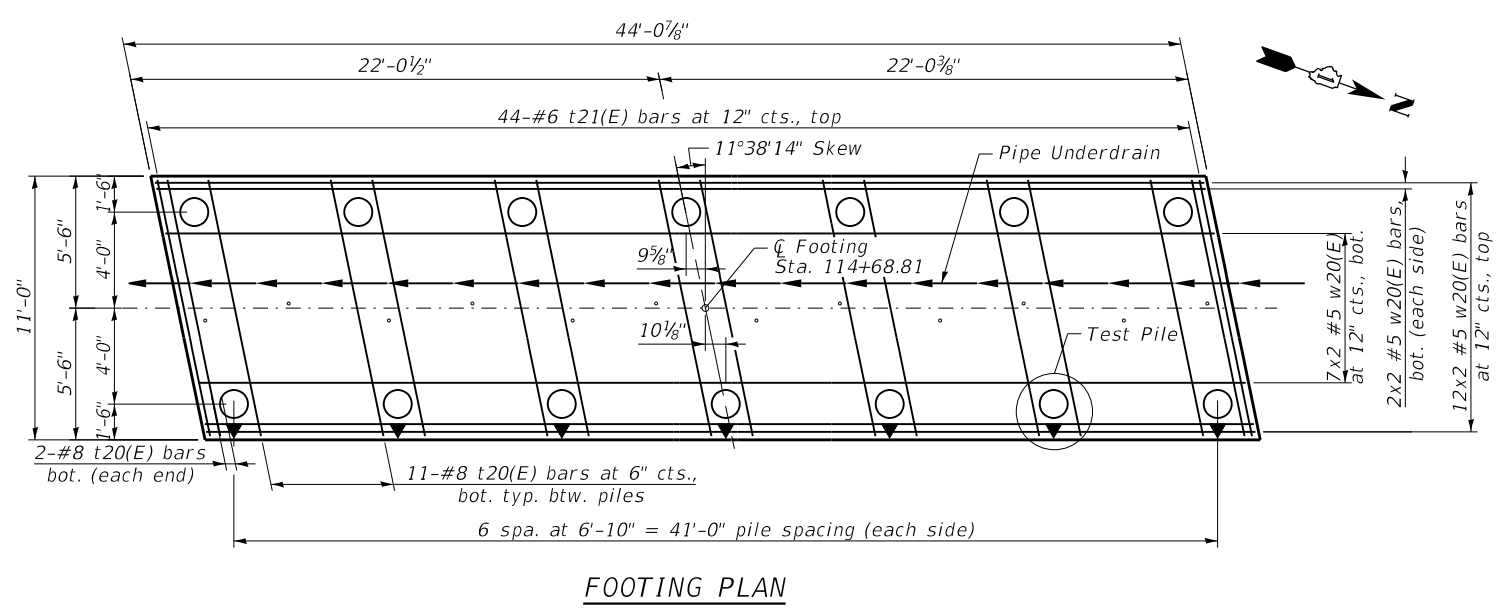 44'-0⅞"
22'-0½"
22'-0⅜"
44-#6 t21(E) bars at 12" cts., top
11°38'14" Skew
Pipe Underdrain
N
1'-6"
5'-6"
4'-0"
11'-0"
9⅝"
℄ Footing
Sta. 114+68.81
10⅛"
Test Pile
5'-6"
4'-0"
1'-6"
7x2 #5 w20(E)
at 12" cts., bot.
2x2 #5 w20(E) bars,
bot. (each side)
12x2 #5 w20(E) bars
at 12" cts., top
2-#8 t20(E) bars
bot. (each end)
11-#8 t20(E) bars at 6" cts.,
bot. typ. btw. piles
6 spa. at 6'-10" = 41'-0" pile spacing (each side)
FOOTING PLAN